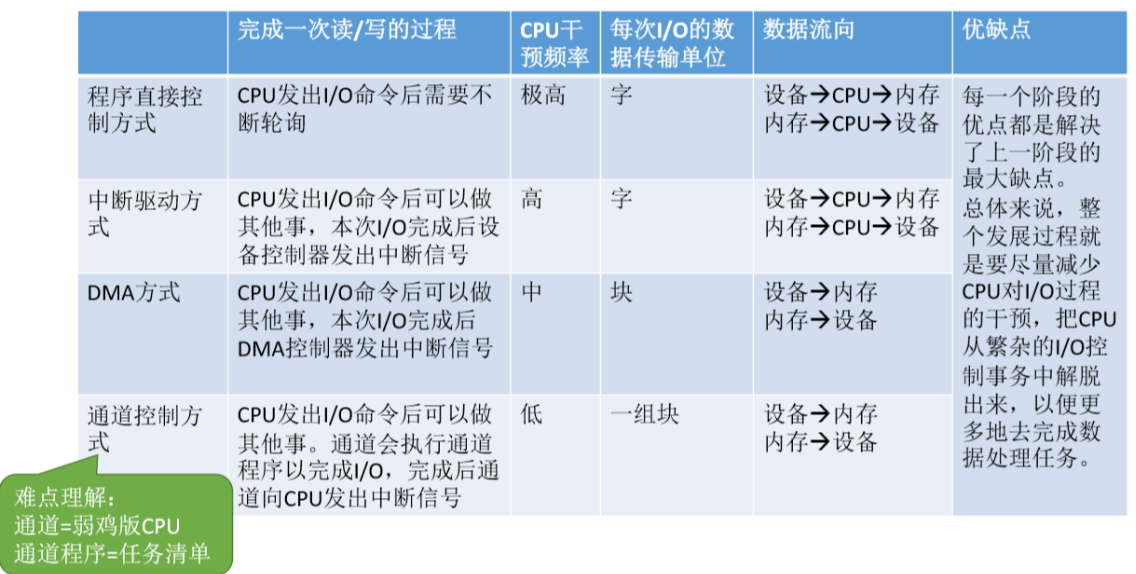 完成一次读/写的过程
CPU干
预频率
每次I/O的数
据传输单位
数据流向
优缺点
程序直接控
制方式
CPU发出I/O命令后需要不
断轮询
极高
字
设备→CPU→内存
内存→CPU→设备
中断驱动方
式
CPU发出I/O命令后可以做
其他事，本次I/O完成后设
备控制器发出中断信号
高
字
设备→CPU→内存
内存→CPU→设备
DMA方式
CPU发出I/O命令后可以做
其他事，本次I/O完成后
DMA控制器发出中断信号
中
块
设备→内存
内存→设备
通道控制方
式
CPU发出I/O命令后可以做
其他事。通道会执行通道
程序以完成I/O，完成后通
道向CPU发出中断信号
低
一组块
设备→内存
内存→设备
每一个阶段的
优点都是解决
了上一阶段的
最大缺点。
总体来说，整
个发展过程就
是要尽量减少
CPU对I/O过程
的干预，把CPU
从繁杂的I/O控
制事务中解脱
出来，以便更
多地去完成数
据处理任务。
难点理解：
通道=弱鸡版CPU
通道程序=任务清单